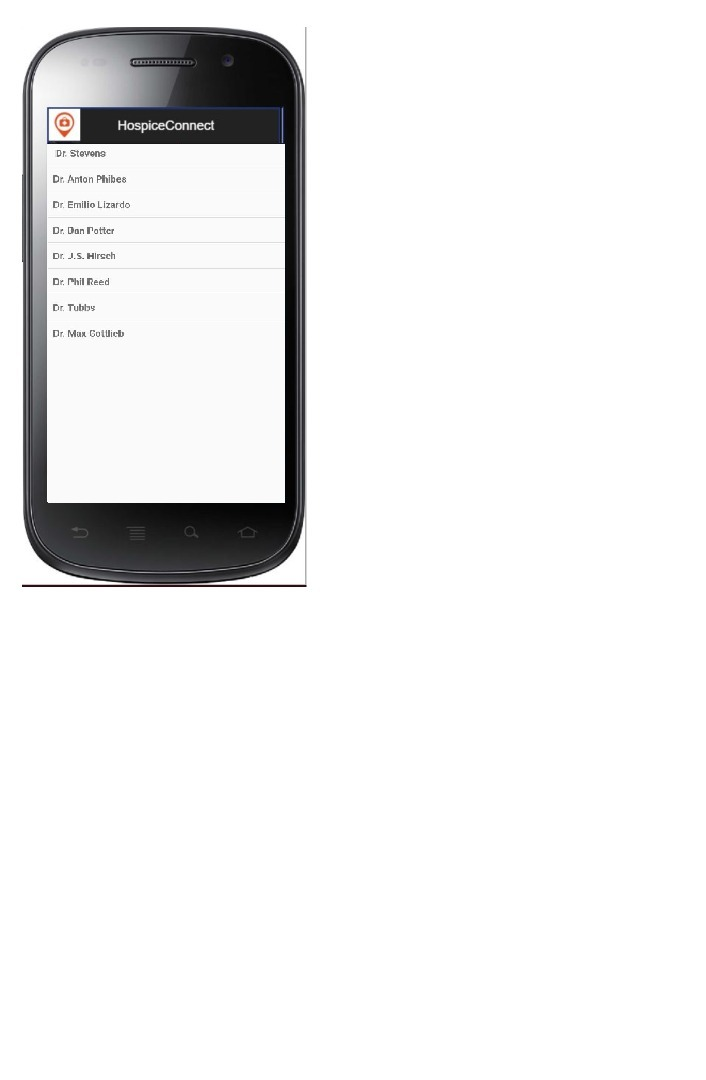 HospiceConnect
Dr. Stevens
Dr. Anton Phibes
Dr. Emilio Lizardo
Dr. Dan Potter
Dr. J.S. Hirsch
Dr. Phil Reed
Dr. Tubbs
Dr. Max Gottlieb